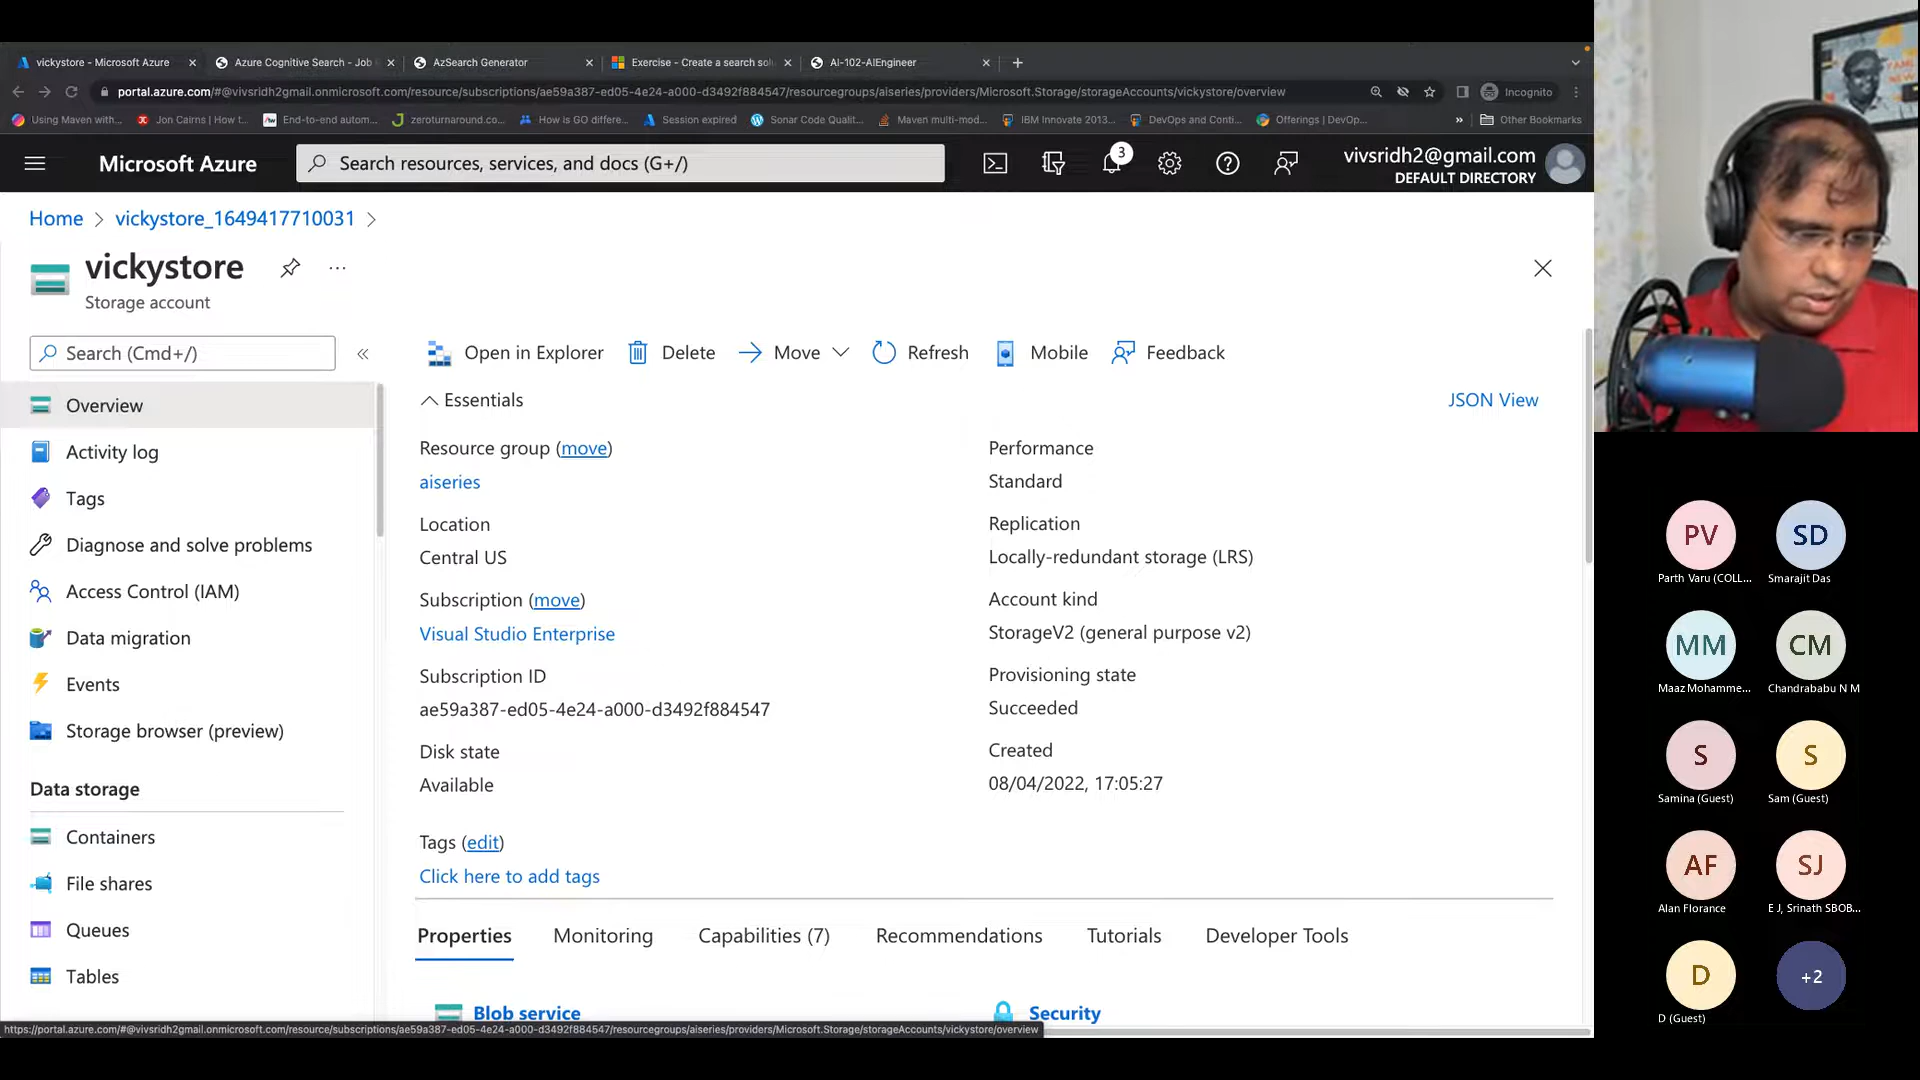 vickystore - Microsoft Azure
Azure Cognitive Search - Job
AzSearch Generator
Exercise - Create a search solu
AI-102-AIEngineer
portal.azure.com/#@vivsridh2gmail.onmicrosoft.com/resource/subscriptions/ae59a387-ed05-4e24-a000-d3492f884547/resourcegroups/aiseries/providers/Microsoft.Storage/storageAccounts/vickystore/overview
Incognito
Using Maven with...
Jon Cairns | How t...
End-to-end autom...
zeroturnaround.co...
How is GO differe...
Session expired
Sonar Code Qualit...
Maven multi-mod...
IBM Innovate 2013...
DevOps and Conti...
Offerings | DevOp...
»
Other Bookmarks
Microsoft Azure
Search resources, services, and docs (G+/)
3
vivsridh2@gmail.com
DEFAULT DIRECTORY
Home > vickystore_1649417710031 >
vickystore
...
Storage account
Search (Cmd+/)
«
Open in Explorer
Delete
Move
Refresh
Mobile
Feedback
Overview
Activity log
Tags
Diagnose and solve problems
Access Control (IAM)
Data migration
Events
Storage browser (preview)
Data storage
Containers
File shares
Queues
Tables
Essentials
JSON View
Resource group (move)
aiseries
Location
Central US
Subscription (move)
Visual Studio Enterprise
Subscription ID
ae59a387-ed05-4e24-a000-d3492f884547
Disk state
Available
Performance
Standard
Replication
Locally-redundant storage (LRS)
Account kind
StorageV2 (general purpose v2)
Provisioning state
Succeeded
Created
08/04/2022, 17:05:27
Tags (edit)
Click here to add tags
Properties
Monitoring
Capabilities (7)
Recommendations
Tutorials
Developer Tools
Blob service
Security
https://portal.azure.com/#@vivsridh2gmail.onmicrosoft.com/resource/subscriptions/ae59a387-ed05-4e24-a000-d3492f884547/resourcegroups/aiseries/providers/Microsoft.Storage/storageAccounts/vickystore/overview
PV
Parth Varu (COLL...
SD
Smarajit Das
MM
Maaz Mohamme...
CM
Chandrababu N M
S
Samina (Guest)
S
Sam (Guest)
AF
Alan Florance
SJ
E J, Srinath SBOB...
D
D (Guest)
+2